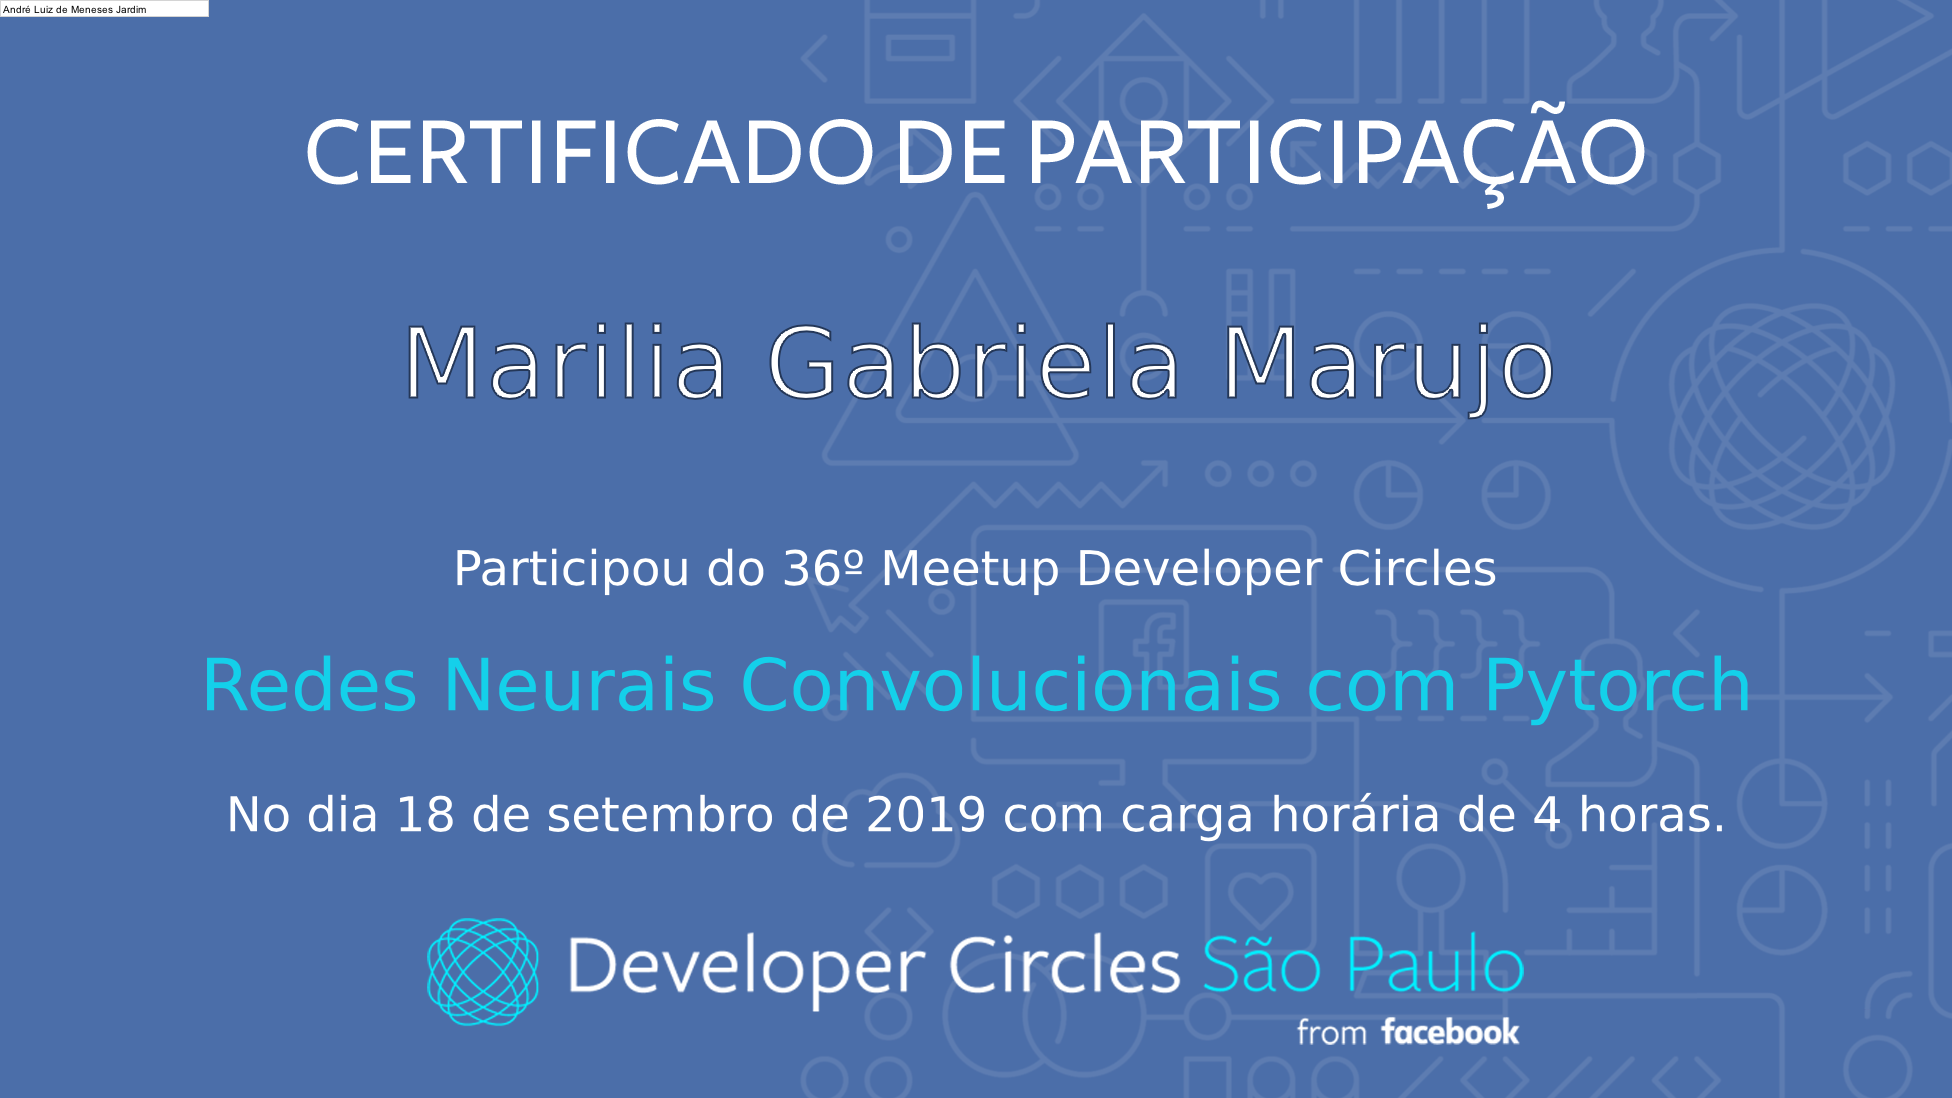 André Luiz de Meneses Jardim
CERTIFICADO DE PARTICIPAÇÃO
Marilia Gabriela Marujo
Participou do 36º Meetup Developer Circles
Redes Neurais Convolucionais com Pytorch
No dia 18 de setembro de 2019 com carga horária de 4 horas.
Developer Circles São Paulo
from facebook